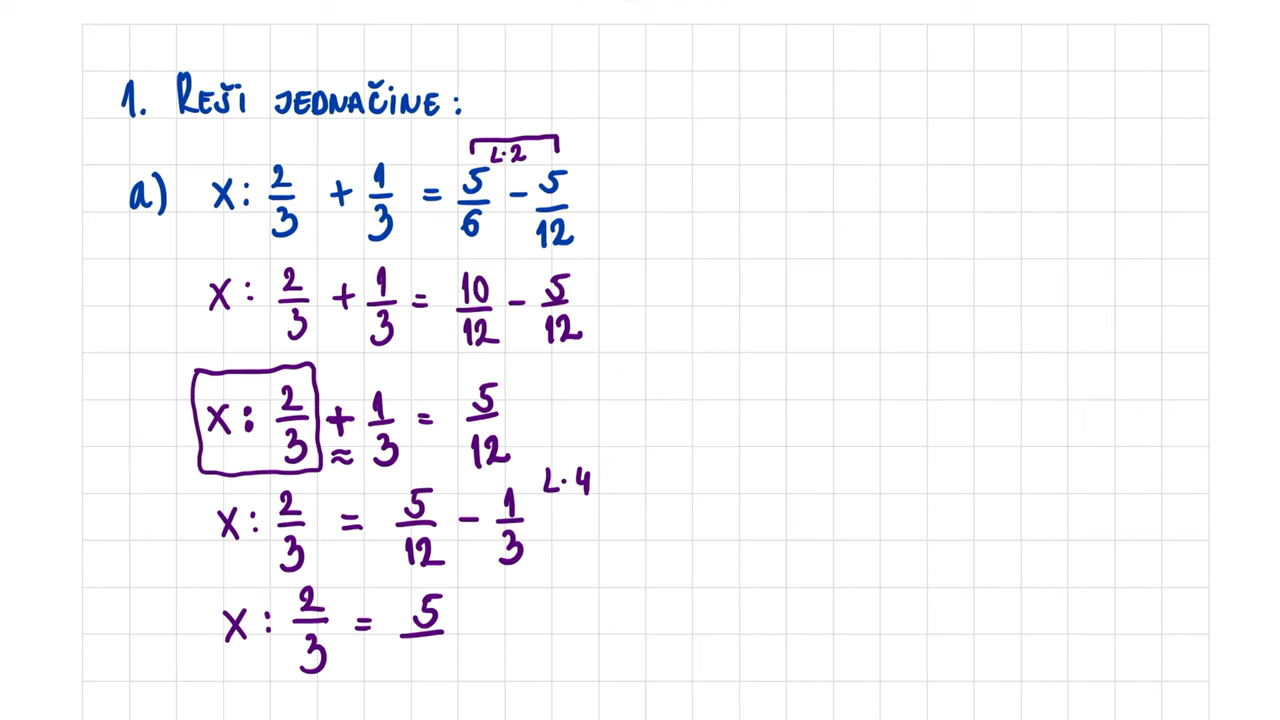 1. REŠI JEDNAČINE:
∠·2
a) x : 2/3 + 1/3 = 5/6 - 5/12
x : 2/3 + 1/3 = 10/12 - 5/12
x : 2/3 + 1/3 = 5/12
≈
∠·4
x : 2/3 = 5/12 - 1/3
x : 2/3 = 5/